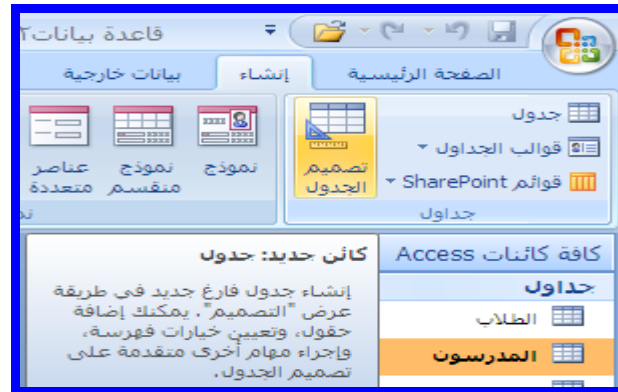 قاعدة بيانات٢
الصفحة الرئيسية
إنشاء
بيانات خارجية
جدول
قوالب الجداول
قوائم SharePoint
تصميم
الجدول
نموذج
نموذج
منقسم
عناصر
متعددة
جداول
كافة كائنات Access
جداول
الطلاب
المدرسون
كائن جديد: جدول
إنشاء جدول فارغ جديد في طريقة
عرض "التصميم". يمكنك إضافة
حقول، وتعيين خيارات فهرسة،
وإجراء مهام أخرى متقدمة على
تصميم الجدول.